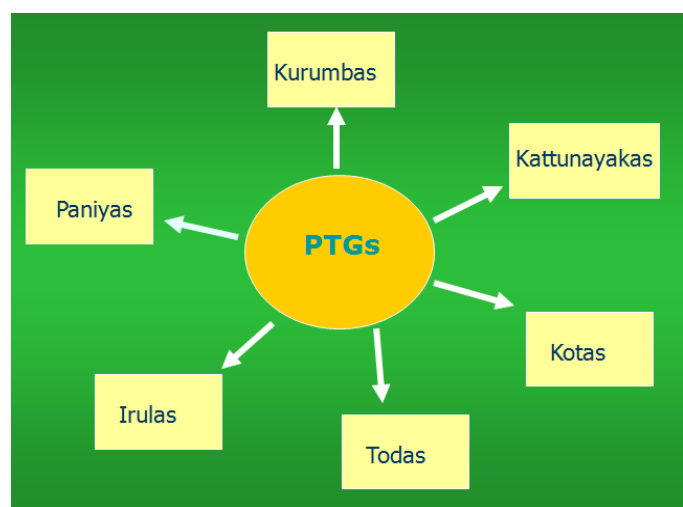 Kurumbas
Kattunayakas
Paniyas
PTGs
Kotas
Irulas
Todas